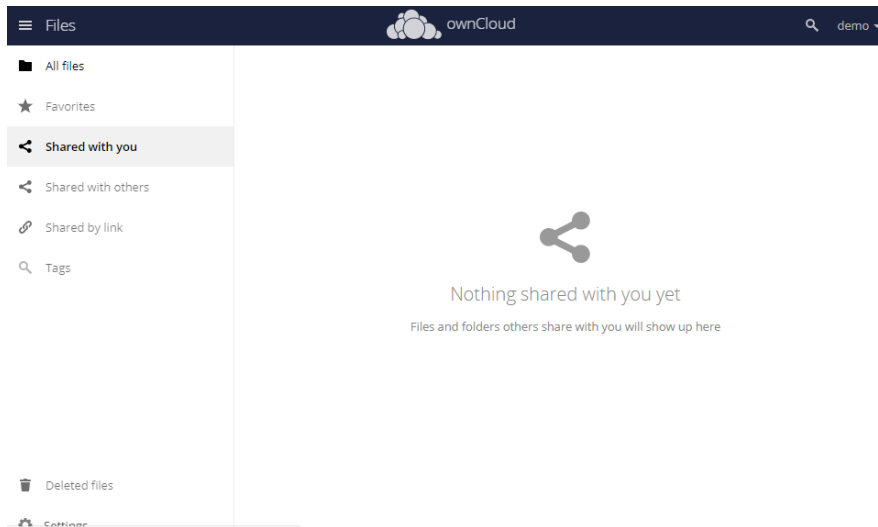 Files
ownCloud
demo
All files
Favorites
Shared with you
Shared with others
Shared by link
Tags
Nothing shared with you yet
Files and folders others share with you will show up here
Deleted files
Settings